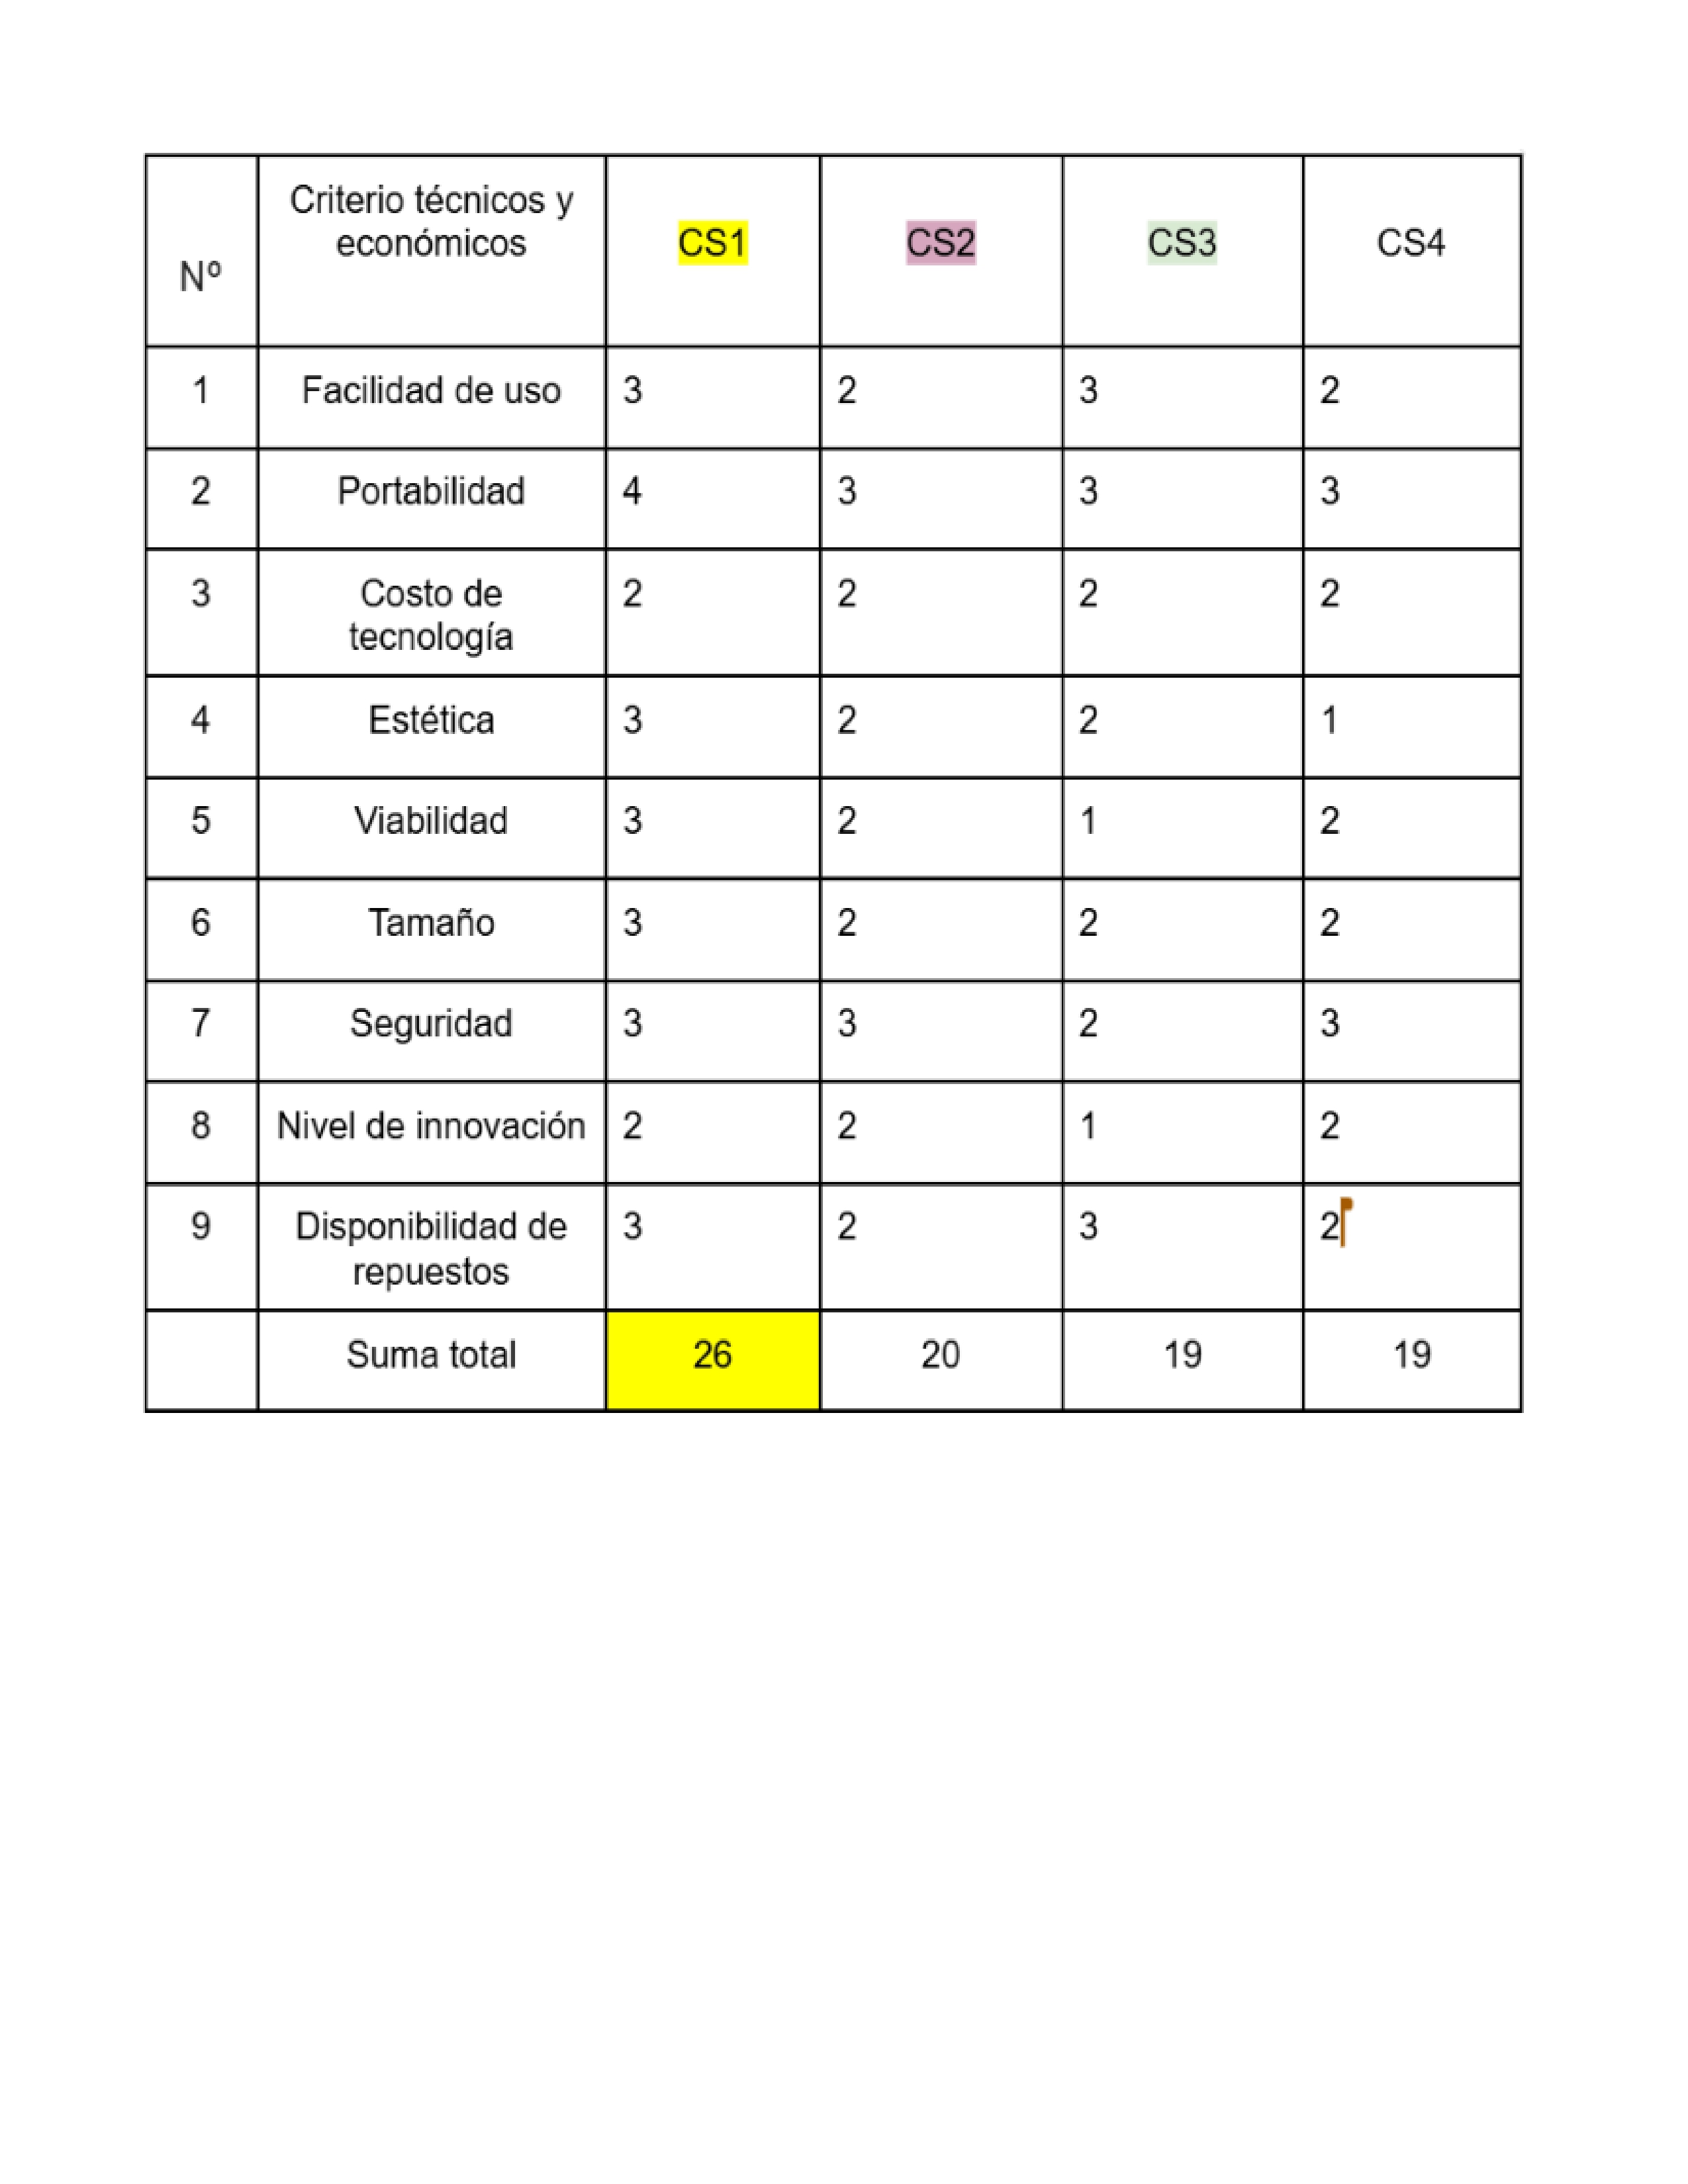 Nº Criterio técnicos y económicos CS1 CS2 CS3 CS4
1 Facilidad de uso 3 2 3 2
2 Portabilidad 4 3 3 3
3 Costo de tecnología 2 2 2 2
4 Estética 3 2 2 1
5 Viabilidad 3 2 1 2
6 Tamaño 3 2 2 2
7 Seguridad 3 3 2 3
8 Nivel de innovación 2 2 1 2
9 Disponibilidad de repuestos 3 2 3 2
Suma total 26 20 19 19